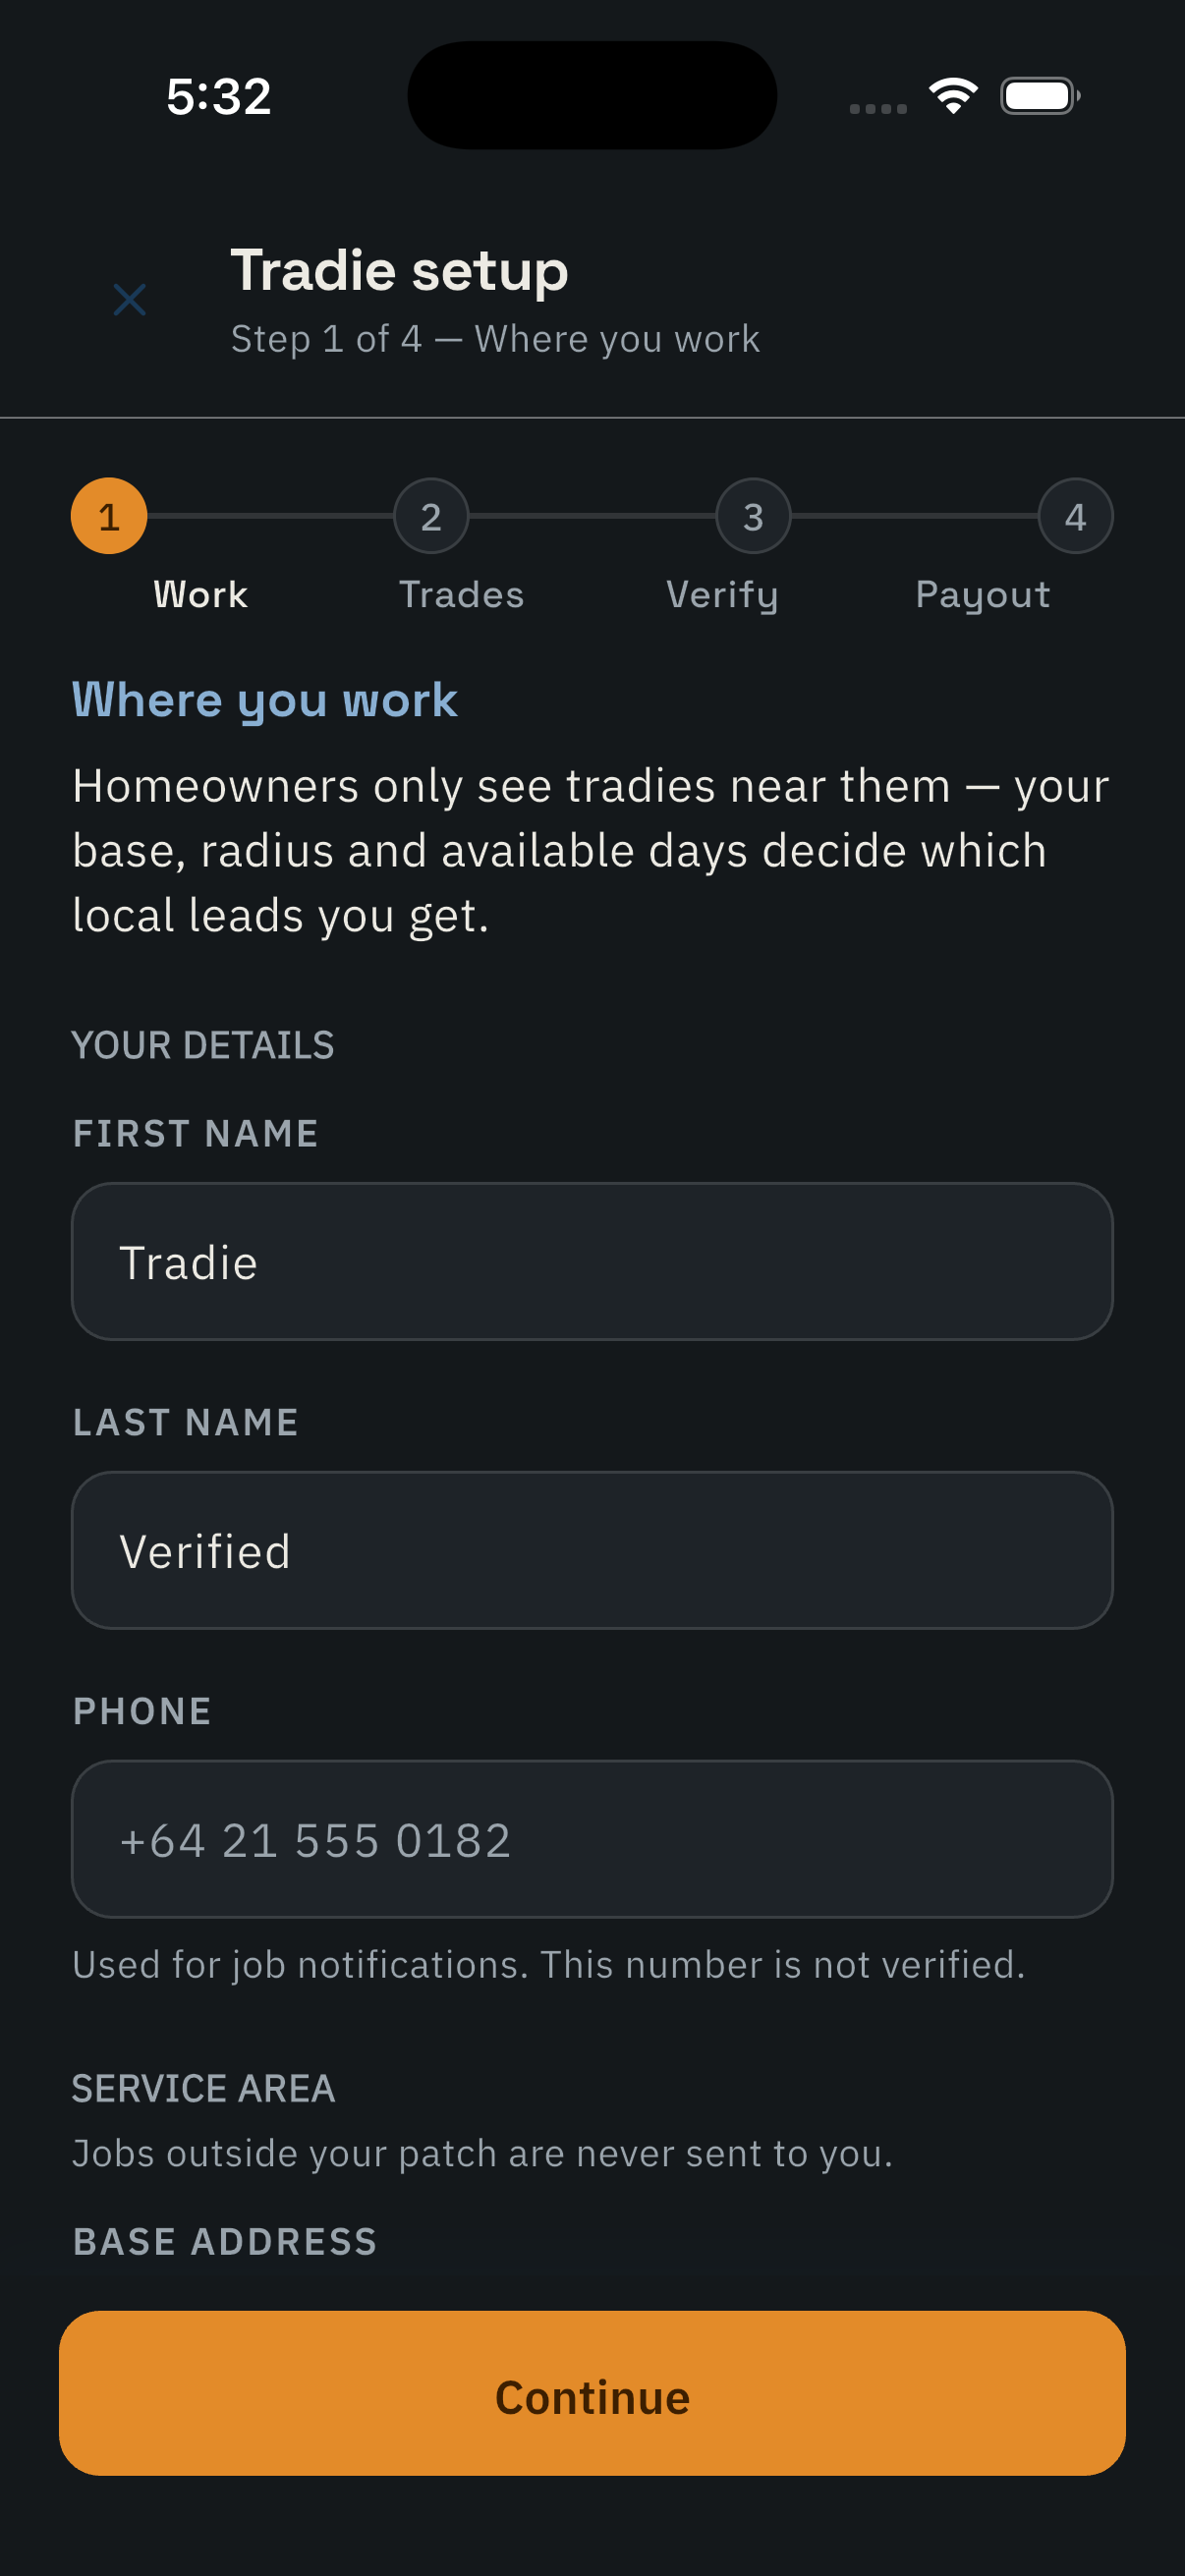 5:32
Tradie setup
Step 1 of 4 — Where you work
1 2 3 4
Work Trades Verify Payout
Where you work
Homeowners only see tradies near them — your
base, radius and available days decide which
local leads you get.
YOUR DETAILS
FIRST NAME
Tradie
LAST NAME
Verified
PHONE
+64 21 555 0182
Used for job notifications. This number is not verified.
SERVICE AREA
Jobs outside your patch are never sent to you.
BASE ADDRESS
Continue